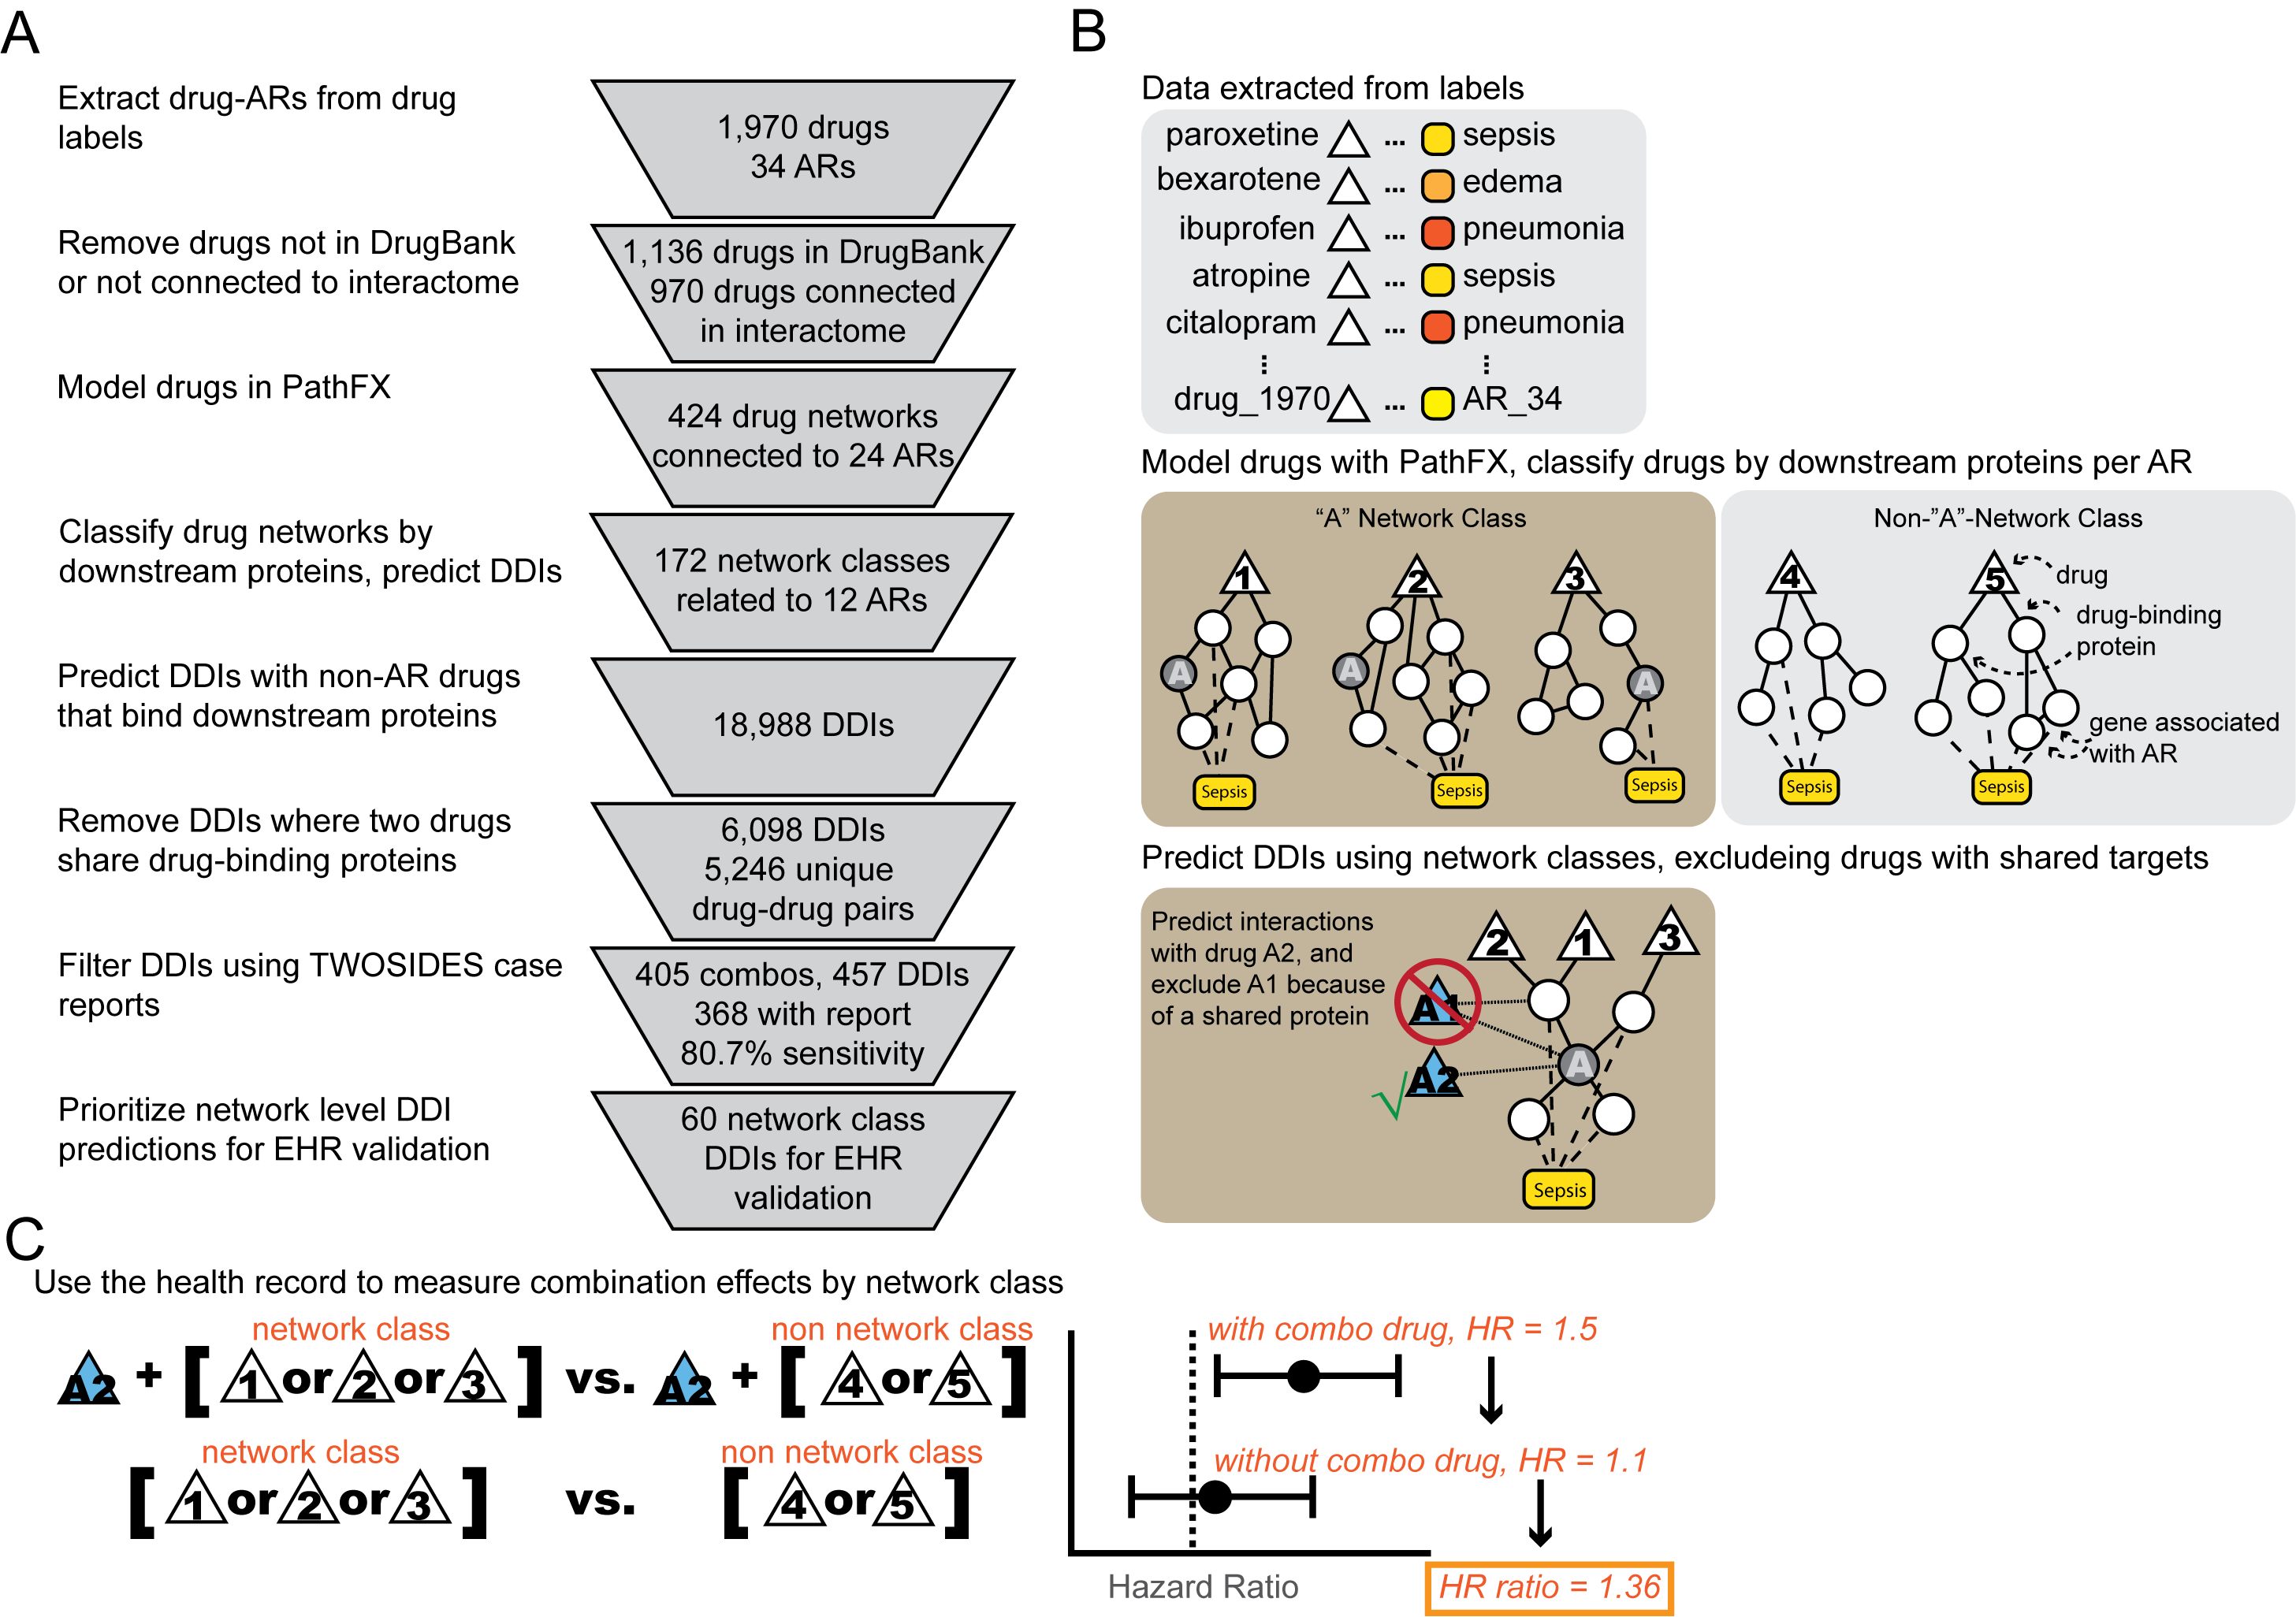 A
Extract drug-ARs from drug
labels
1,970 drugs
34 ARs
Remove drugs not in DrugBank
or not connected to interactome
1,136 drugs in DrugBank
970 drugs connected
in interactome
Model drugs in PathFX
424 drug networks
connected to 24 ARs
Classify drug networks by
downstream proteins, predict DDIs
172 network classes
related to 12 ARs
Predict DDIs with non-AR drugs
that bind downstream proteins
18,988 DDIs
Remove DDIs where two drugs
share drug-binding proteins
6,098 DDIs
5,246 unique
drug-drug pairs
Filter DDIs using TWOSIDES case
reports
405 combos, 457 DDIs
368 with report
80.7% sensitivity
Prioritize network level DDI
predictions for EHR validation
60 network class
DDIs for EHR
validation
B
Data extracted from labels
paroxetine ... sepsis
bexarotene ... edema
ibuprofen ... pneumonia
atropine ... sepsis
citalopram ... pneumonia
drug_1970 ... AR_34
Model drugs with PathFX, classify drugs by downstream proteins per AR
“A” Network Class
1 2 3
A A A
Sepsis Sepsis Sepsis
Non-”A”-Network Class
4 5
drug
drug-binding
protein
gene associated
with AR
Sepsis Sepsis
Predict DDIs using network classes, excludeing drugs with shared targets
Predict interactions
with drug A2, and
exclude A1 because
of a shared protein
2 1 3
A1
A
A2
√
Sepsis
C
Use the health record to measure combination effects by network class
network class non network class
A2 + [ 1 or 2 or 3 ] vs. A2 + [ 4 or 5 ]
network class non network class
[ 1 or 2 or 3 ] vs. [ 4 or 5 ]
with combo drug, HR = 1.5
without combo drug, HR = 1.1
Hazard Ratio
HR ratio = 1.36